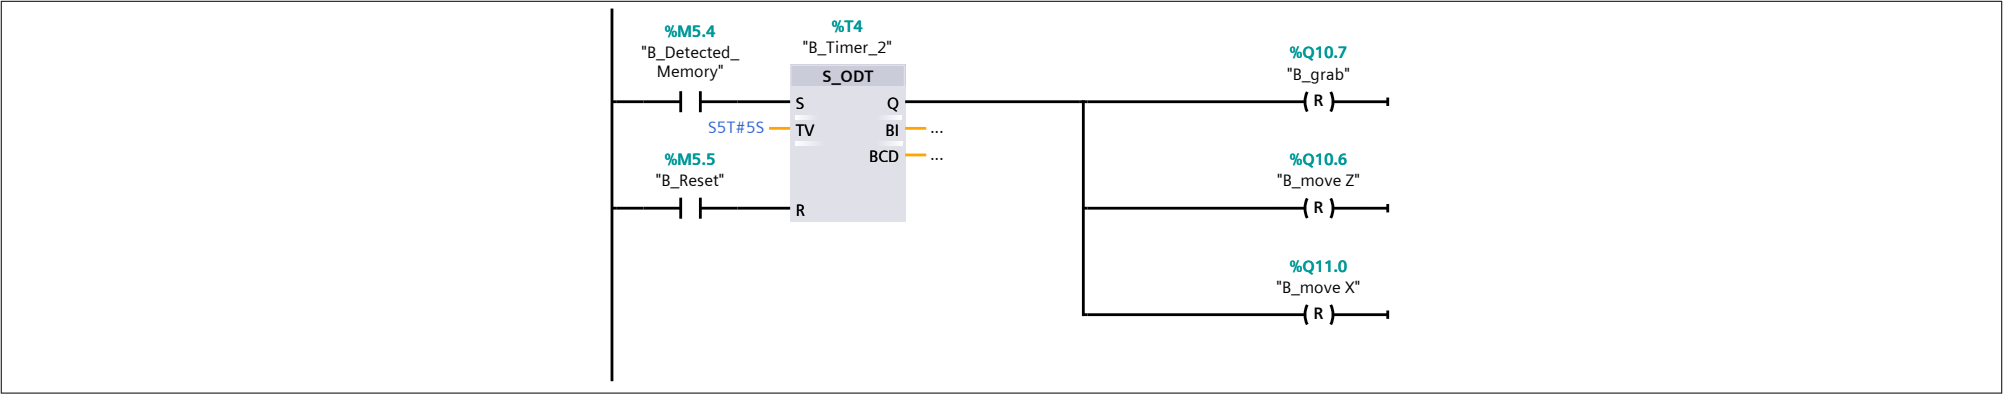 %M5.4
"B_Detected_
Memory"
%T4
"B_Timer_2"
S_ODT
S
Q
S5T#5S
TV
BI
...
BCD
...
%M5.5
"B_Reset"
R
%Q10.7
"B_grab"
R
%Q10.6
"B_move Z"
R
%Q11.0
"B_move X"
R